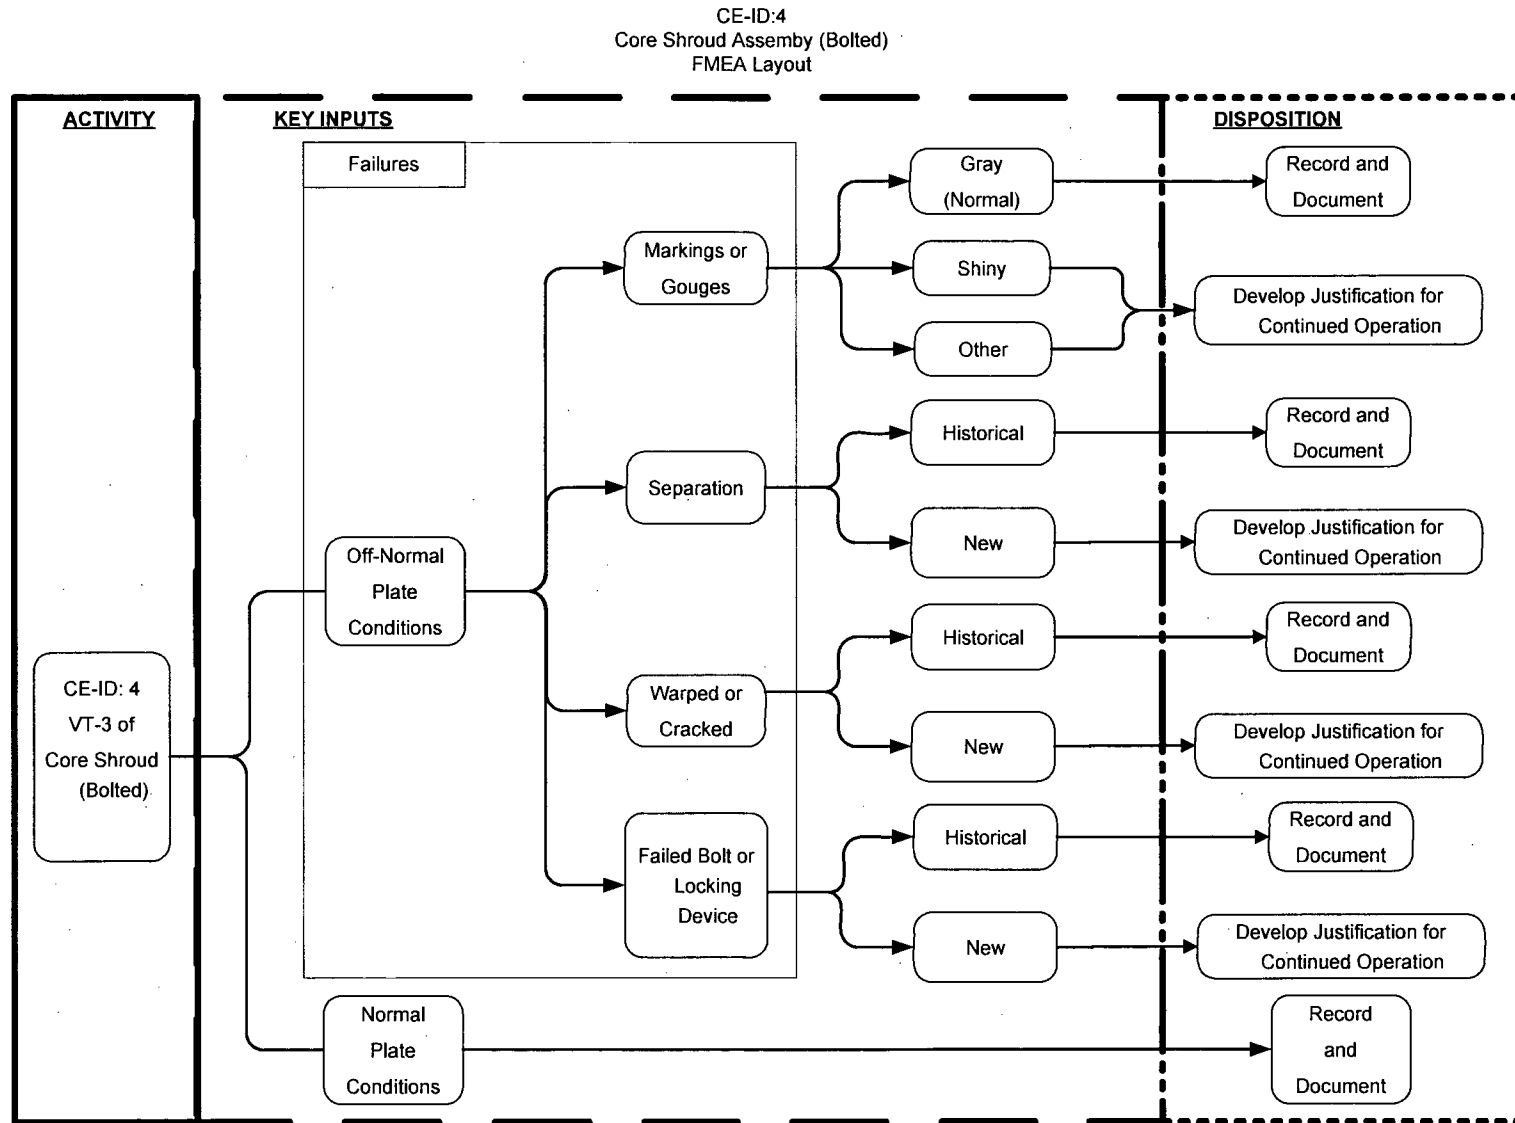 CE-ID:4
Core Shroud Assemby (Bolted)
FMEA Layout
ACTIVITY
KEY INPUTS
DISPOSITION
Failures
CE-ID: 4
VT-3 of
Core Shroud
(Bolted)
Off-Normal
Plate
Conditions
Normal
Plate
Conditions
Markings or
Gouges
Separation
Warped or
Cracked
Failed Bolt or
Locking
Device
Gray
(Normal)
Shiny
Other
Historical
New
Historical
New
Historical
New
Record and
Document
Develop Justification for
Continued Operation
Record and
Document
Develop Justification for
Continued Operation
Record and
Document
Develop Justification for
Continued Operation
Record and
Document
Develop Justification for
Continued Operation
Record
and
Document